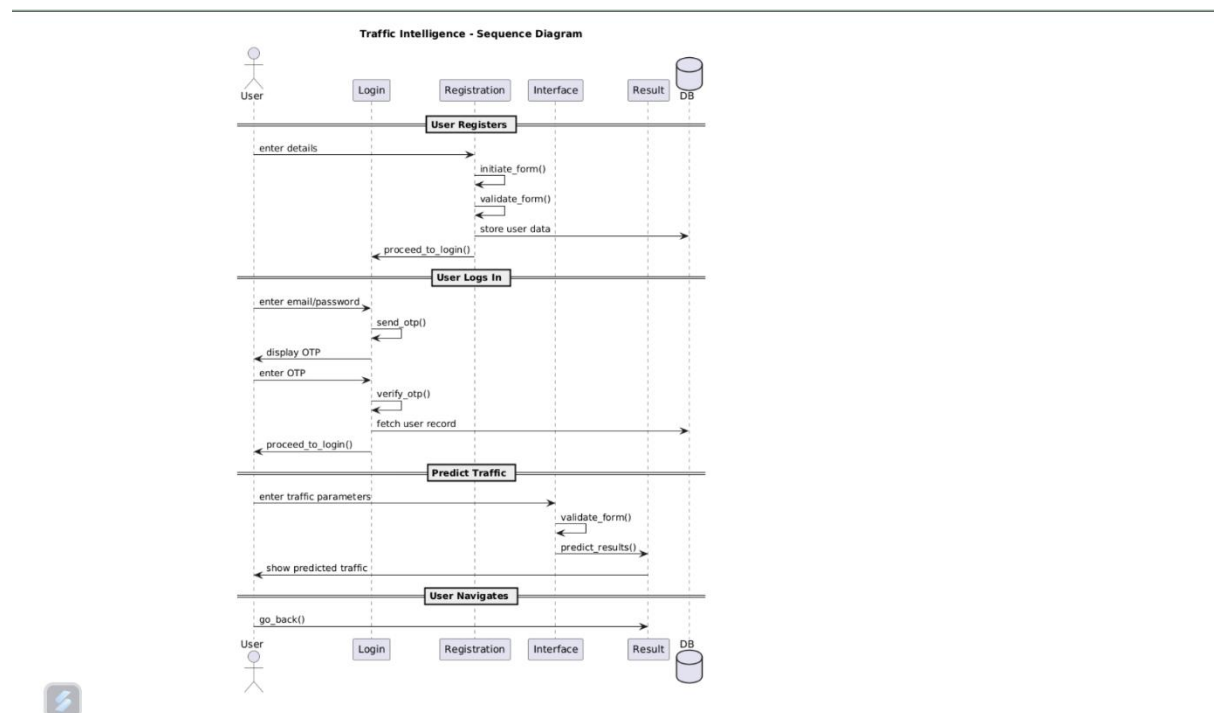 Traffic Intelligence - Sequence Diagram
User
Login
Registration
Interface
Result
DB
User Registers
enter details
initiate_form()
validate_form()
store user data
proceed_to_login()
User Logs In
enter email/password
send_otp()
display OTP
enter OTP
verify_otp()
fetch user record
proceed_to_login()
Predict Traffic
enter traffic parameters
validate_form()
predict_results()
show predicted traffic
User Navigates
go_back()
User
Login
Registration
Interface
Result
DB